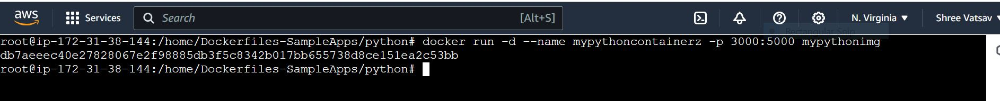 aws Services Search [Alt+S] N. Virginia Shree Vatsav
Rectangular Snip
root@ip-172-31-38-144:/home/Dockerfiles-SampleApps/python# docker run -d --name mypythoncontainerz -p 3000:5000 mypythonimg
db7aeeec40e27828067e2f98885db3f5c8342b017bb655738d8ce151ea2c53bb
root@ip-172-31-38-144:/home/Dockerfiles-SampleApps/python#